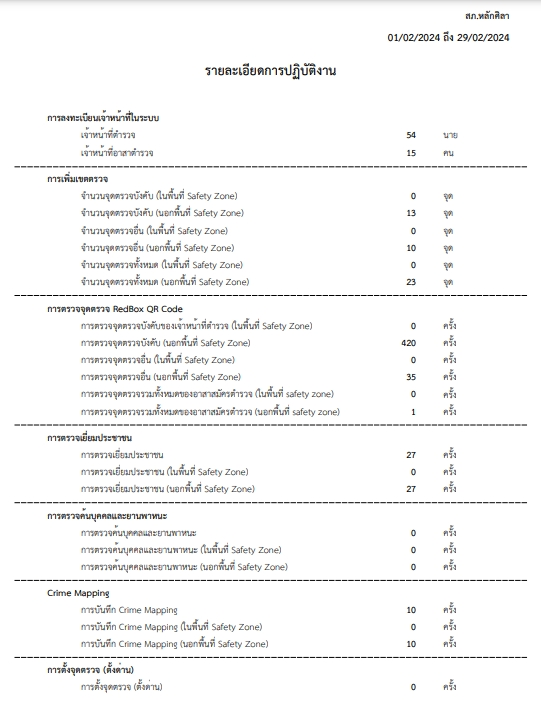 สภ.หลักศิลา
01/02/2024 ถึง 29/02/2024
รายละเอียดการปฏิบัติงาน
การลงทะเบียนเจ้าหน้าที่ในระบบ
เจ้าหน้าที่ตำรวจ 54 นาย
เจ้าหน้าที่อาสาตำรวจ 15 คน
การเพิ่มเขตตรวจ
จำนวนจุดตรวจบังคับ (ในพื้นที่ Safety Zone) 0 จุด
จำนวนจุดตรวจบังคับ (นอกพื้นที่ Safety Zone) 13 จุด
จำนวนจุดตรวจอื่น (ในพื้นที่ Safety Zone) 0 จุด
จำนวนจุดตรวจอื่น (นอกพื้นที่ Safety Zone) 10 จุด
จำนวนจุดตรวจทั้งหมด (ในพื้นที่ Safety Zone) 0 จุด
จำนวนจุดตรวจทั้งหมด (นอกพื้นที่ Safety Zone) 23 จุด
การตรวจจุดตรวจ RedBox QR Code
การตรวจจุดตรวจบังคับของเจ้าหน้าที่ตำรวจ (ในพื้นที่ Safety Zone) 0 ครั้ง
การตรวจจุดตรวจบังคับ (นอกพื้นที่ Safety Zone) 420 ครั้ง
การตรวจจุดตรวจอื่น (ในพื้นที่ Safety Zone) 0 ครั้ง
การตรวจจุดตรวจอื่น (นอกพื้นที่ Safety Zone) 35 ครั้ง
การตรวจจุดตรวจรวมทั้งหมดของอาสาสมัครตำรวจ (ในพื้นที่ safety zone) 0 ครั้ง
การตรวจจุดตรวจรวมทั้งหมดของอาสาสมัครตำรวจ (นอกพื้นที่ safety zone) 1 ครั้ง
การตรวจเยี่ยมประชาชน
การตรวจเยี่ยมประชาชน 27 ครั้ง
การตรวจเยี่ยมประชาชน (ในพื้นที่ Safety Zone) 0 ครั้ง
การตรวจเยี่ยมประชาชน (นอกพื้นที่ Safety Zone) 27 ครั้ง
การตรวจค้นบุคคลและยานพาหนะ
การตรวจค้นบุคคลและยานพาหนะ 0 ครั้ง
การตรวจค้นบุคคลและยานพาหนะ (ในพื้นที่ Safety Zone) 0 ครั้ง
การตรวจค้นบุคคลและยานพาหนะ (นอกพื้นที่ Safety Zone) 0 ครั้ง
Crime Mapping
การบันทึก Crime Mapping 10 ครั้ง
การบันทึก Crime Mapping (ในพื้นที่ Safety Zone) 0 ครั้ง
การบันทึก Crime Mapping (นอกพื้นที่ Safety Zone) 10 ครั้ง
การตั้งจุดตรวจ (ตั้งด่าน)
การตั้งจุดตรวจ (ตั้งด่าน) 0 ครั้ง